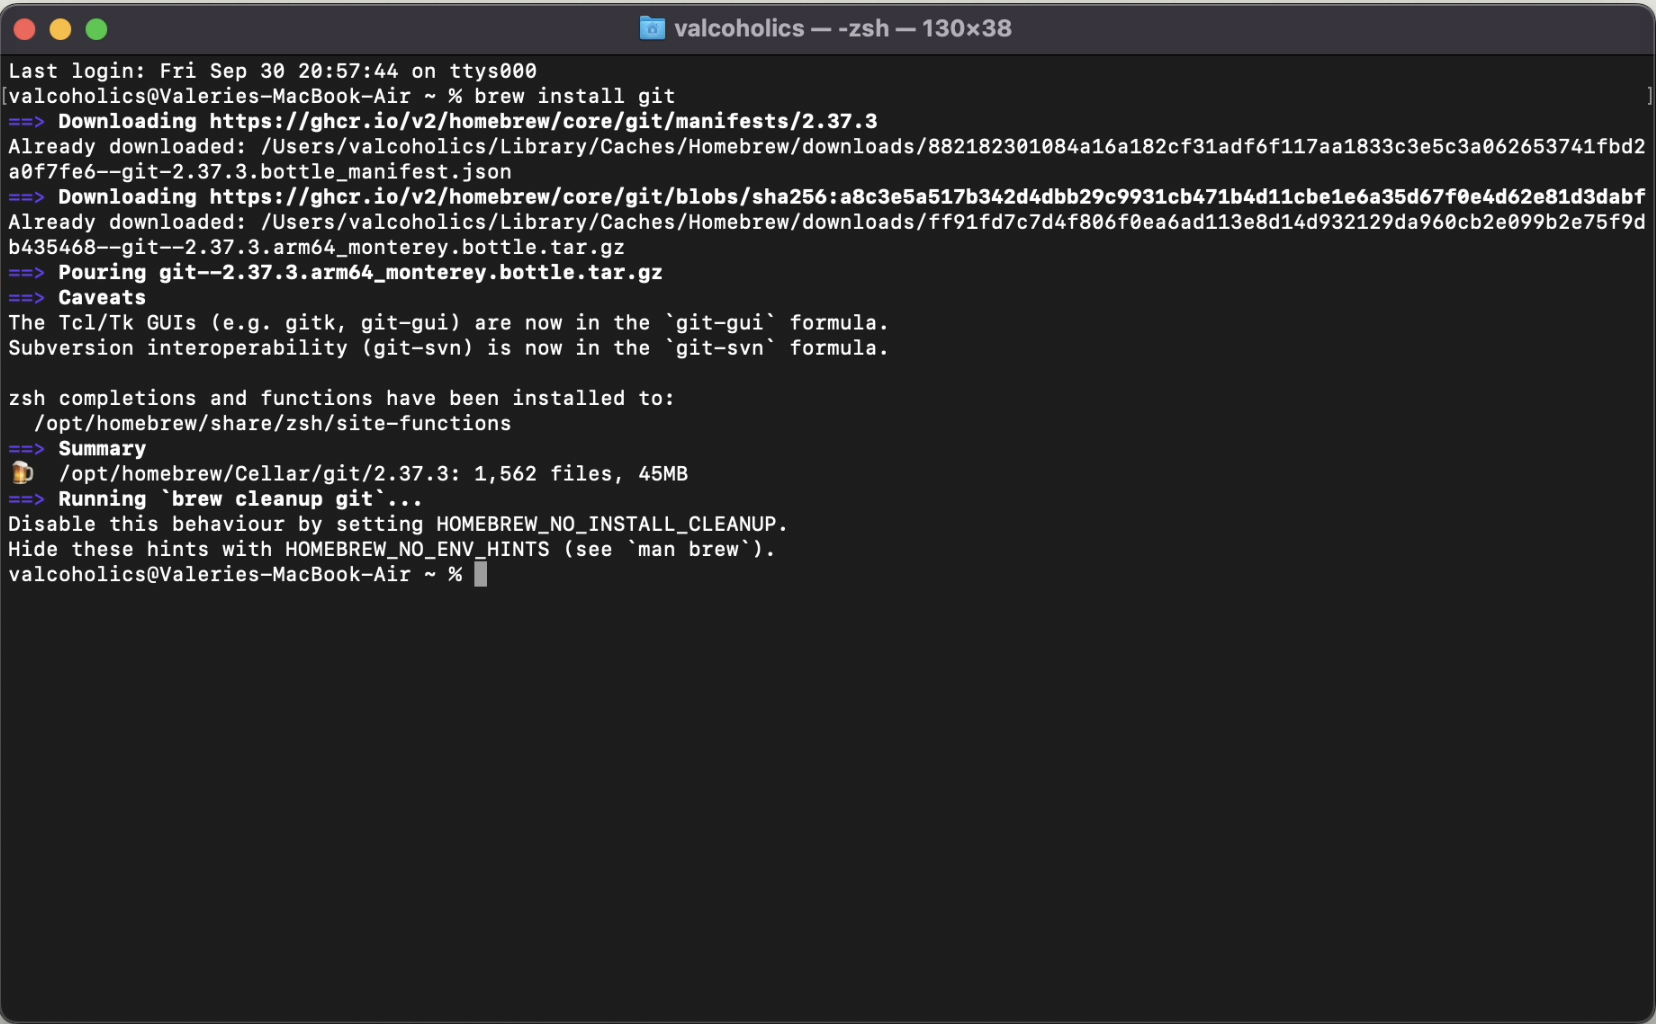 valcoholics — -zsh — 130×38
Last login: Fri Sep 30 20:57:44 on ttys000
[valcoholics@Valeries-MacBook-Air ~ % brew install git ]
==> Downloading https://ghcr.io/v2/homebrew/core/git/manifests/2.37.3
Already downloaded: /Users/valcoholics/Library/Caches/Homebrew/downloads/882182301084a16a182cf31adf6f117aa1833c3e5c3a062653741fbd2
a0f7fe6--git-2.37.3.bottle_manifest.json
==> Downloading https://ghcr.io/v2/homebrew/core/git/blobs/sha256:a8c3e5a517b342d4dbb29c9931cb471b4d11cbe1e6a35d67f0e4d62e81d3dabf
Already downloaded: /Users/valcoholics/Library/Caches/Homebrew/downloads/ff91fd7c7d4f806f0ea6ad113e8d14d932129da960cb2e099b2e75f9d
b435468--git--2.37.3.arm64_monterey.bottle.tar.gz
==> Pouring git--2.37.3.arm64_monterey.bottle.tar.gz
==> Caveats
The Tcl/Tk GUIs (e.g. gitk, git-gui) are now in the `git-gui` formula.
Subversion interoperability (git-svn) is now in the `git-svn` formula.
zsh completions and functions have been installed to:
/opt/homebrew/share/zsh/site-functions
==> Summary
🍺 /opt/homebrew/Cellar/git/2.37.3: 1,562 files, 45MB
==> Running `brew cleanup git`...
Disable this behaviour by setting HOMEBREW_NO_INSTALL_CLEANUP.
Hide these hints with HOMEBREW_NO_ENV_HINTS (see `man brew`).
valcoholics@Valeries-MacBook-Air ~ %